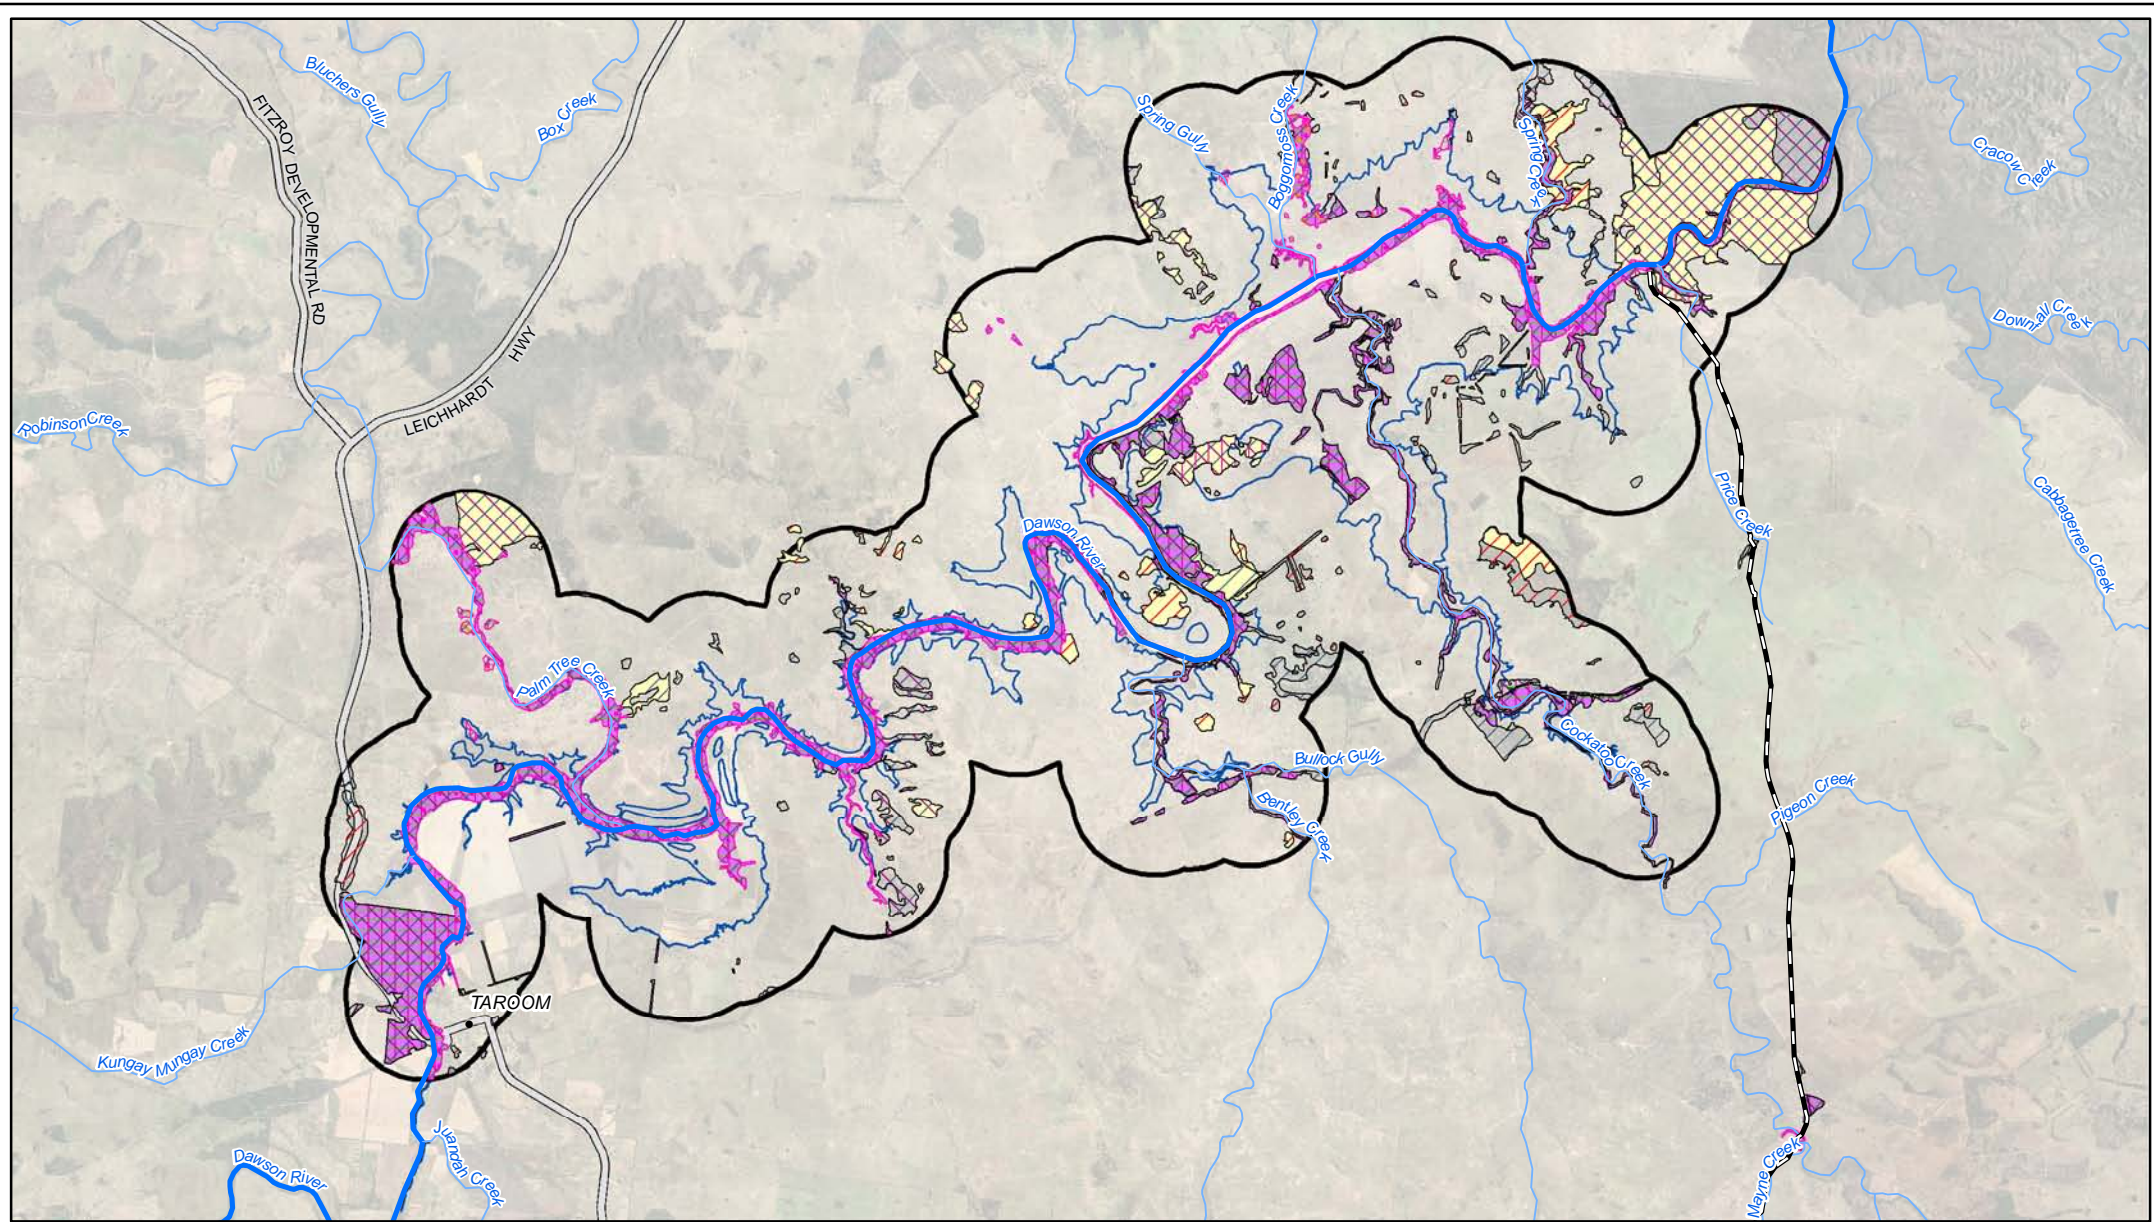 Bluchers Gully
Box Creek
FITZROY DEVELOPMENTAL RD
Spring Gully
Boggomoss Creek
Spring Creek
Cracow Creek
Downfall Creek
LEICHHARDT HWY
Robinson Creek
Price Creek
Cabbagetree Creek
Dawson River
Palm Tree Creek
Cockatoo Creek
Bullock Gully
Bentley Creek
Pigeon Creek
TAROOM
Kungay Mungay Creek
Juandah Creek
Dawson River
Mayne Creek